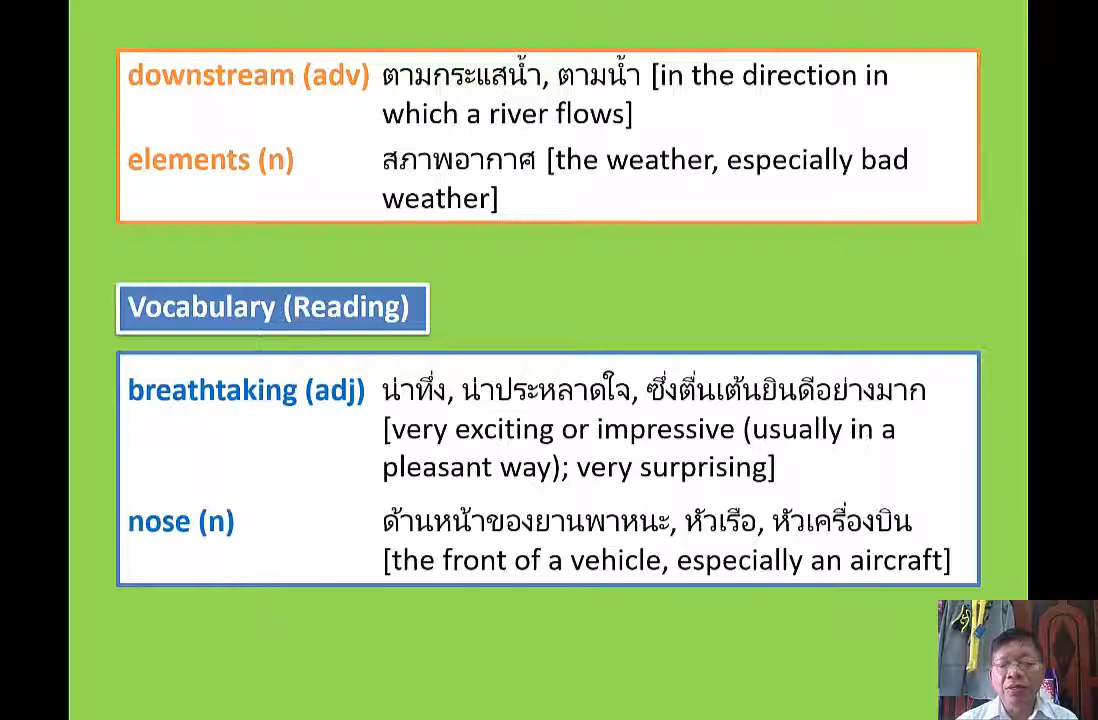 downstream (adv) ตามกระแสน้ำ, ตามน้ำ [in the direction in
which a river flows]
elements (n) สภาพอากาศ [the weather, especially bad
weather]
Vocabulary (Reading)
breathtaking (adj) น่าทึ่ง, น่าประหลาดใจ, ซึ่งตื่นเต้นยินดีอย่างมาก
[very exciting or impressive (usually in a
pleasant way); very surprising]
nose (n) ด้านหน้าของยานพาหนะ, หัวเรือ, หัวเครื่องบิน
[the front of a vehicle, especially an aircraft]